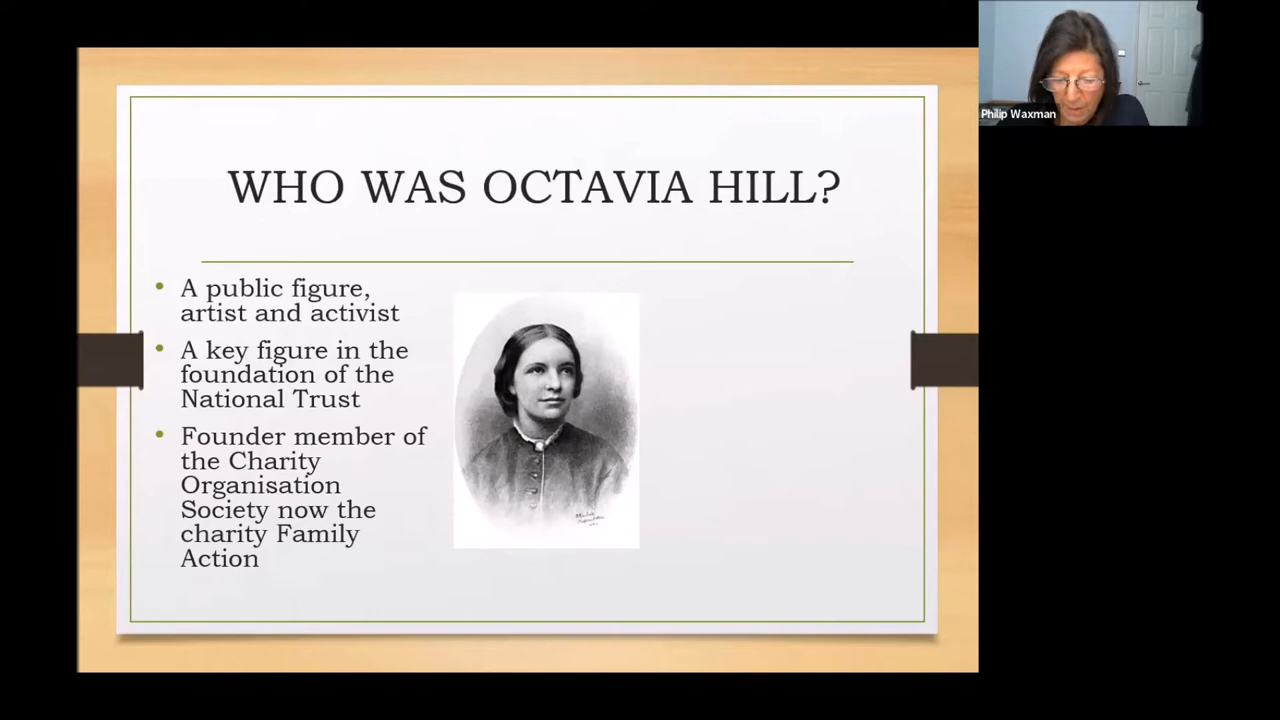 WHO WAS OCTAVIA HILL?
• A public figure,
artist and activist
• A key figure in the
foundation of the
National Trust
• Founder member of
the Charity
Organisation
Society now the
charity Family
Action
Philip Waxman